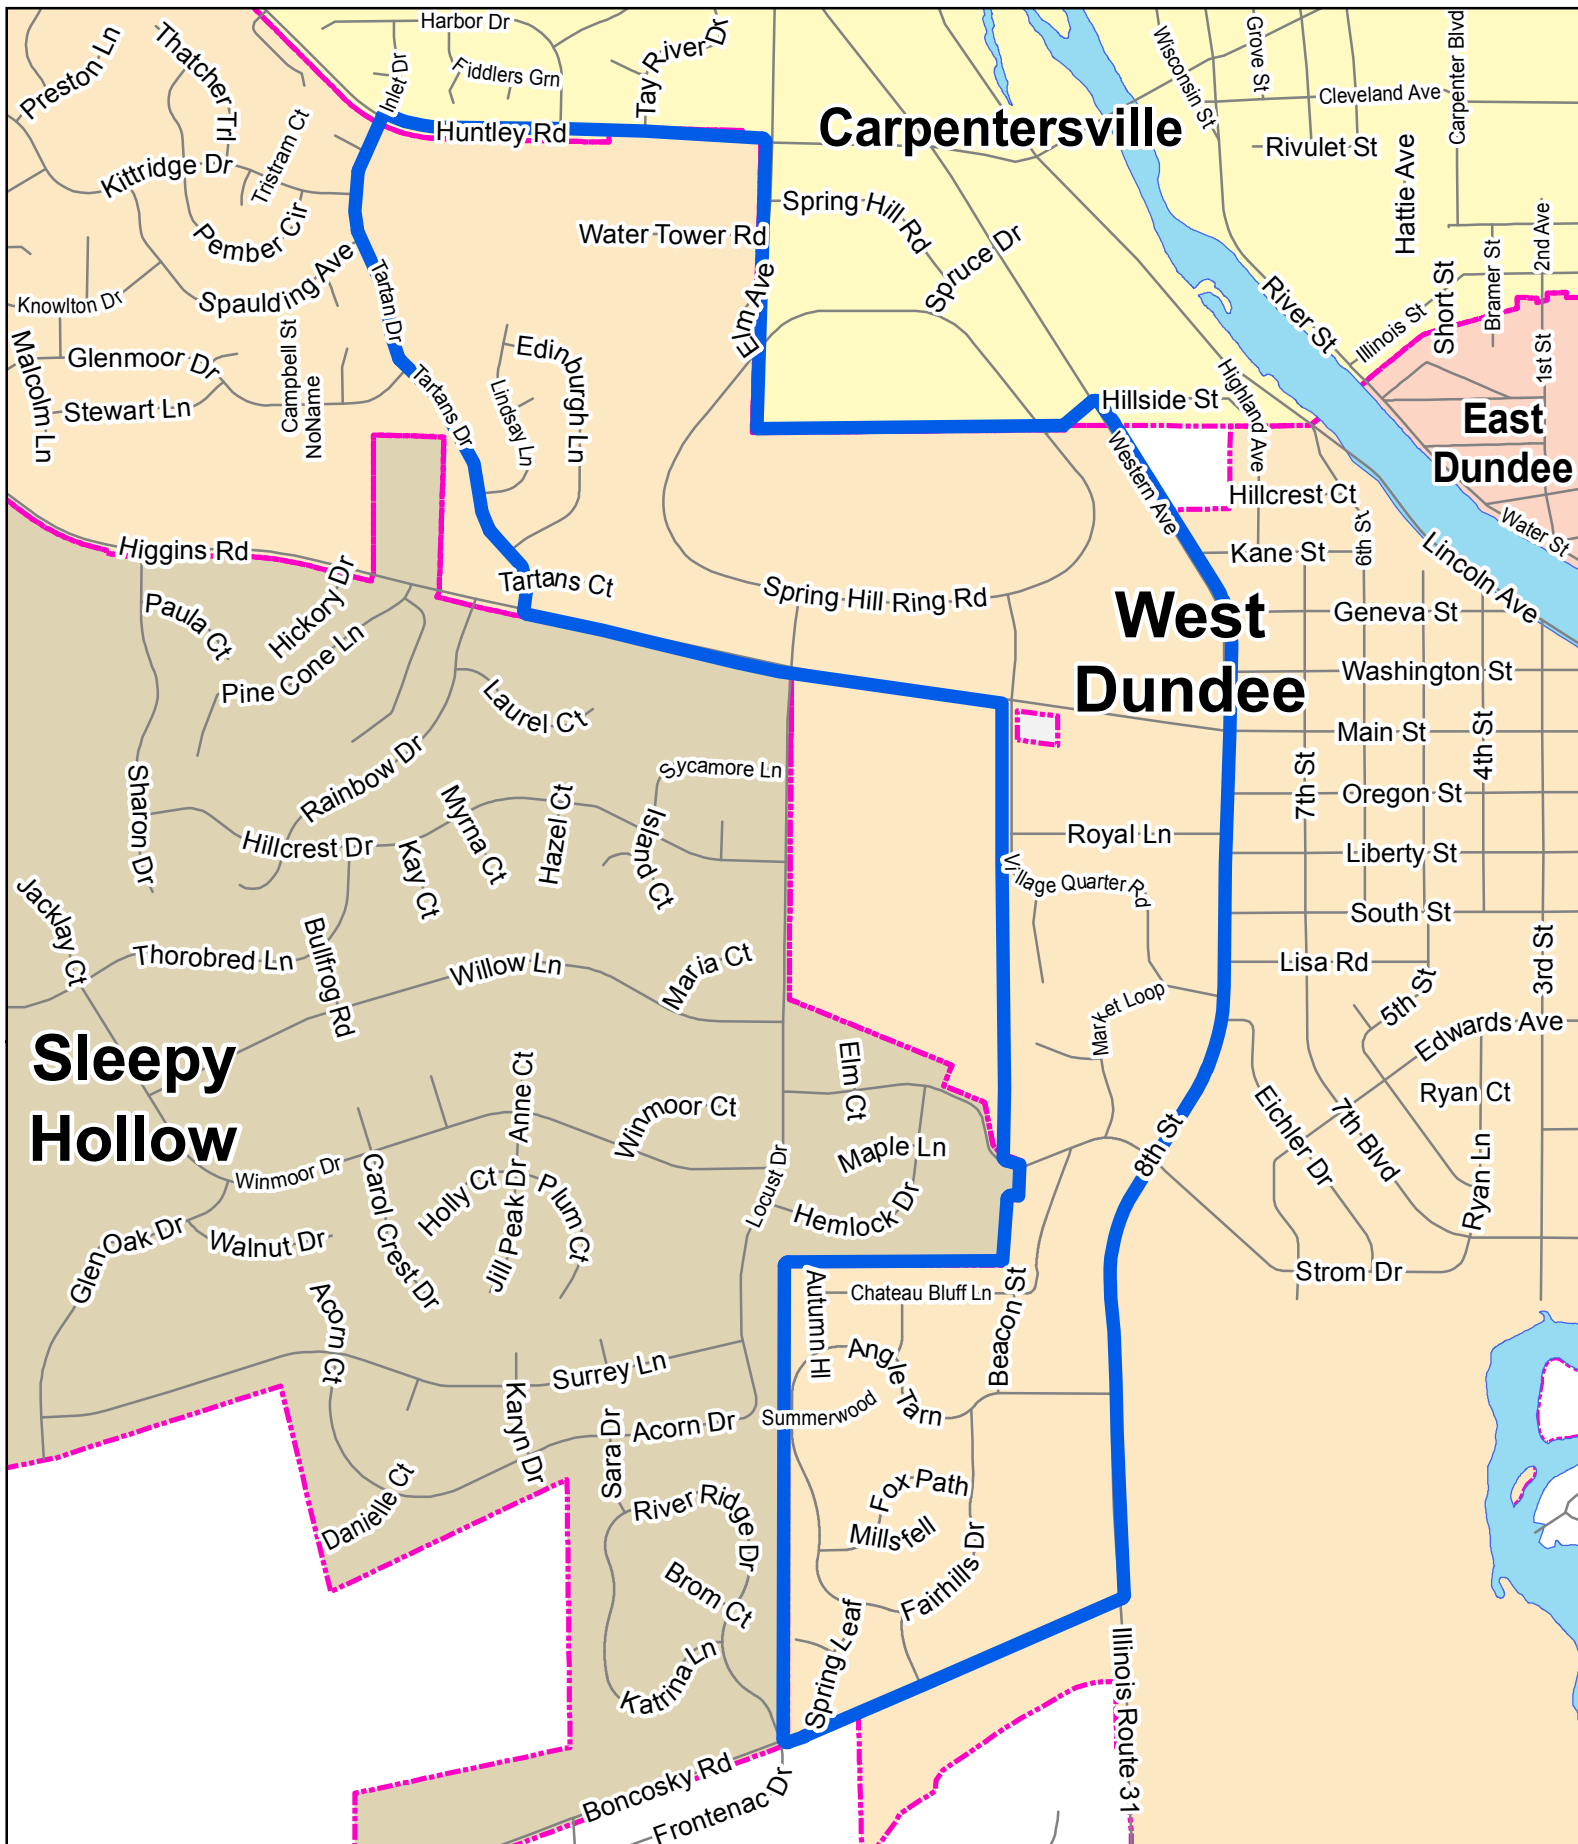 Harbor Dr
Fiddlers Grn
Inlet Dr
Tay River Dr
Preston Ln
Thatcher Trl
Huntley Rd
Carpentersville
Wisconsin St
Grove St
Cleveland Ave
Carpenter Blvd
Rivulet St
Hattie Ave
Tristram Ct
Kittridge Dr
Pember Cir
Spring Hill Rd
Water Tower Rd
Spruce Dr
2nd Ave
Bramer St
Short St
River St
Illinois St
Knowlton Dr
Spaulding Ave
Tartan Dr
Elm Ave
Malcolm Ln
Glenmoor Dr
Stewart Ln
Campbell St
NoName
Tartans Dr
Edinburgh Ln
Lindsay Ln
Highland Ave
Hillside St
1st St
East
Dundee
Western Ave
Hillcrest Ct
Water St
Higgins Rd
Kane St
6th St
Lincoln Ave
Tartans Ct
Spring Hill Ring Rd
West
Dundee
Geneva St
Paula Ct
Hickory Dr
Pine Cone Ln
Laurel Ct
Washington St
Main St
4th St
7th St
Sharon Dr
Rainbow Dr
Sycamore Ln
Oregon St
Hillcrest Dr
Myrna Ct
Kay Ct
Hazel Ct
Island Ct
Royal Ln
Liberty St
Village Quarter Rd
South St
Jacklay Ct
Thorobred Ln
Bullfrog Rd
Willow Ln
Maria Ct
Lisa Rd
3rd St
5th St
Market Loop
Edwards Ave
Sleepy
Hollow
Elm Ct
Anne Ct
Winmoor Ct
Ryan Ct
Eichler Dr
7th Blvd
8th St
Maple Ln
Winmoor Dr
Carol Crest Dr
Holly Ct
Jill Peak Dr
Plum Ct
Locust Dr
Hemlock Dr
Ryan Ln
Glen Oak Dr
Walnut Dr
Strom Dr
Acorn Ct
Autumn Hl
Chateau Bluff Ln
Beacon St
Angle Tarn
Surrey Ln
Karyn Dr
Sara Dr
Acorn Dr
Summerwood
Danielle Ct
River Ridge Dr
Fox Path
Millsfell
Fairhills Dr
Brom Ct
Katrina Ln
Spring Leaf
Illinois Route 31
Boncosky Rd
Frontenac Dr